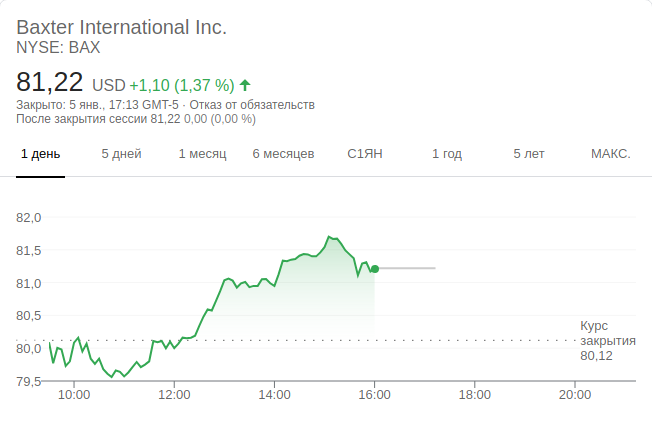 Baxter International Inc.
NYSE: BAX
81,22 USD +1,10 (1,37 %)
Закрыто: 5 янв., 17:13 GMT-5 · Отказ от обязательств
После закрытия сессии 81,22 0,00 (0,00 %)
1 день 5 дней 1 месяц 6 месяцев С1ЯН 1 год 5 лет МАКС.
82,0
81,5
81,0
80,5
80,0
79,5
Курс
закрытия
80,12
10:00 12:00 14:00 16:00 18:00 20:00